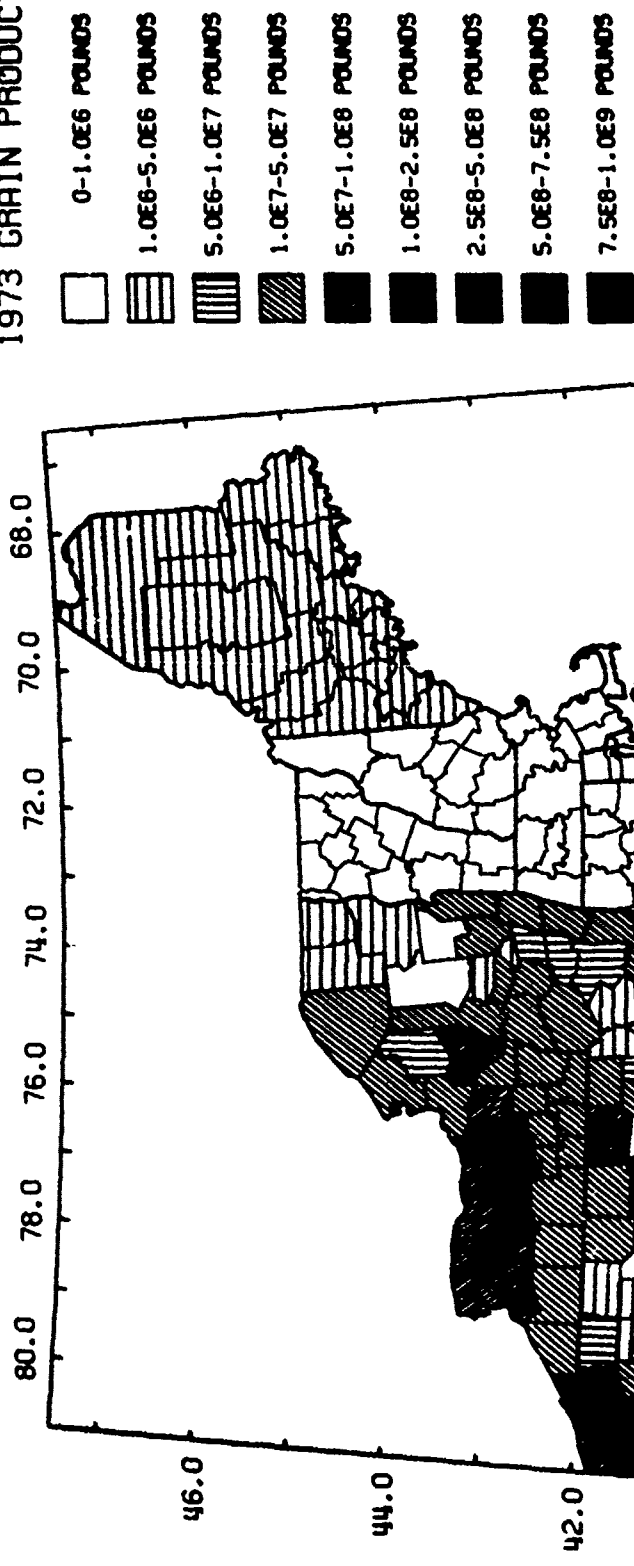 1973 GRAIN PRODUC
0-1.0E6 POUNDS
1.0E6-5.0E6 POUNDS
5.0E6-1.0E7 POUNDS
1.0E7-5.0E7 POUNDS
5.0E7-1.0E8 POUNDS
1.0E8-2.5E8 POUNDS
2.5E8-5.0E8 POUNDS
5.0E8-7.5E8 POUNDS
7.5E8-1.0E9 POUNDS
80.0
78.0
76.0
74.0
72.0
70.0
68.0
46.0
44.0
42.0